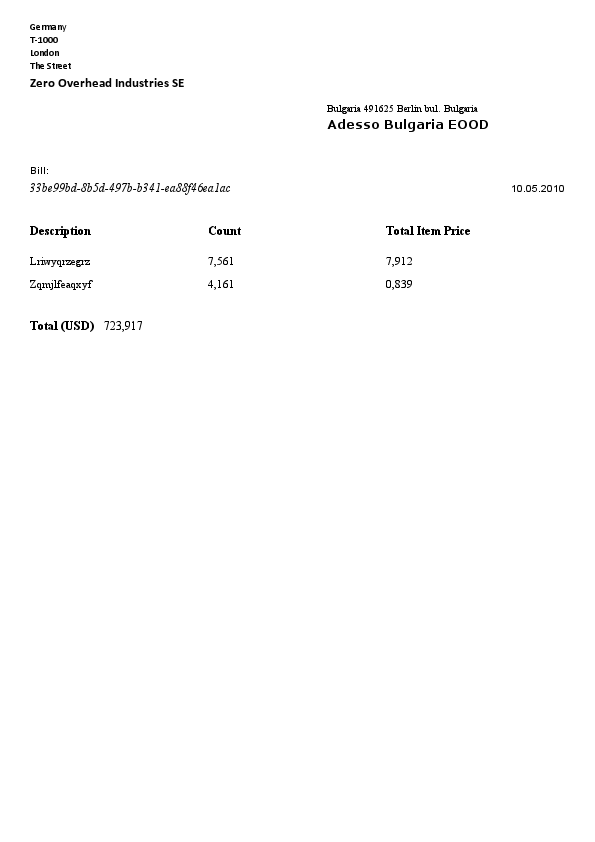 Germany
T-1000
London
The Street
Zero Overhead Industries SE
Bulgaria 491625 Berlin bul. Bulgaria
Adesso Bulgaria EOOD
Bill:
33be99bd-8b5d-497b-b341-ea88f46ea1ac
10.05.2010
Description Count Total Item Price
Lriwyqrzegrz 7,561 7,912
Zqmjlfeaqxyf 4,161 0,839
Total (USD) 723,917